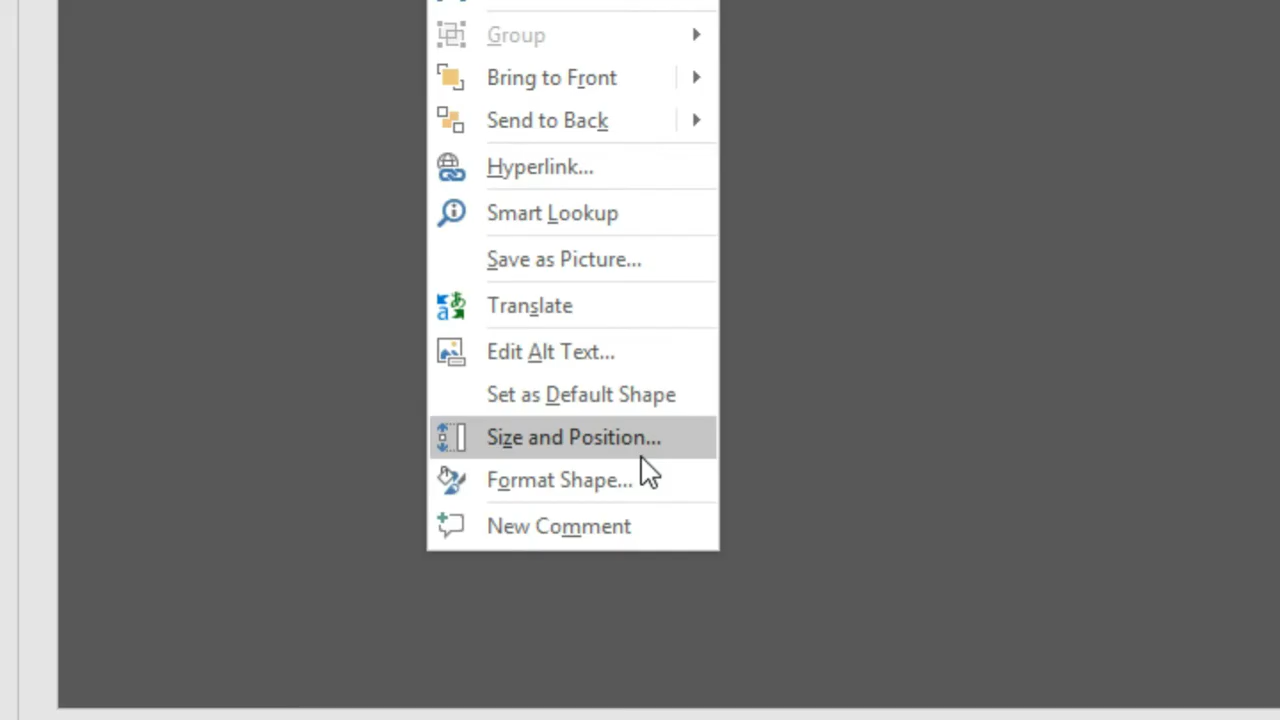 Group
Bring to Front
Send to Back
Hyperlink...
Smart Lookup
Save as Picture...
Translate
Edit Alt Text...
Set as Default Shape
Size and Position...
Format Shape...
New Comment